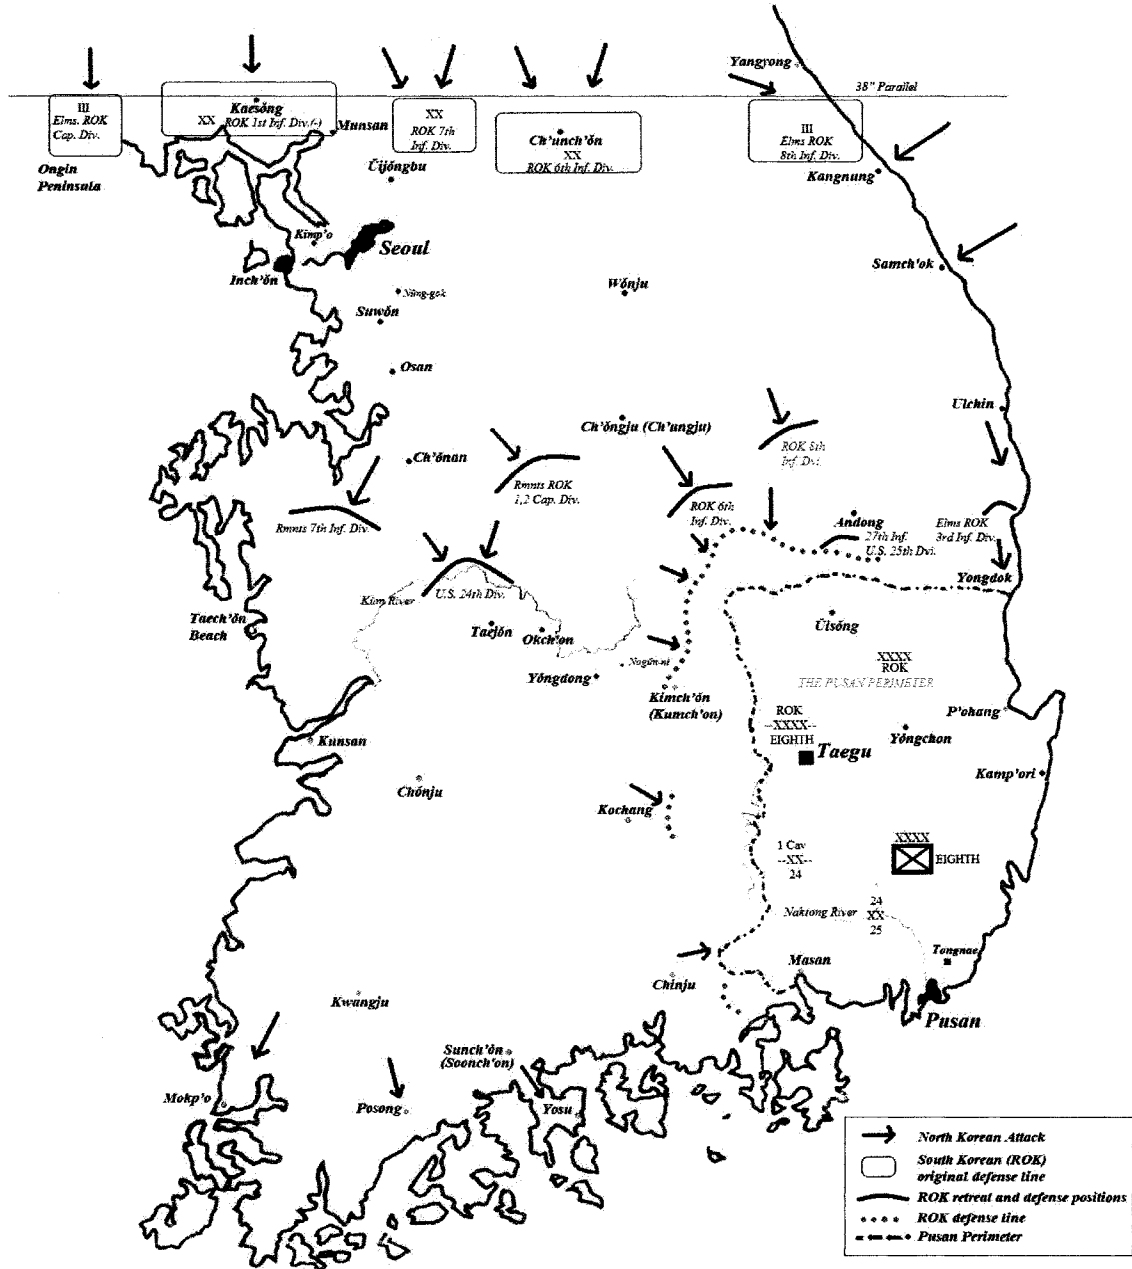 Yangyong
38" Parallel
III
Elms. ROK
Cap. Div.
Kaesŏng
XX ROK 1st Inf. Div.(-)
Munsan
XX
ROK 7th
Inf. Div.
Ch'unch'ŏn
XX
ROK 6th Inf. Div.
III
Elms ROK
8th Inf. Div.
Ongin
Peninsula
Ŭijŏngbu
Kangnung
Kimp'o
Seoul
Inch'ŏn
Samch'ok
Suwŏn
Wŏnju
Osan
Ulchin
Ch'ŏngju (Ch'ungju)
Ch'ŏnan
ROK 8th
Inf. Dvi.
Rmnts ROK
1,2 Cap. Div.
Rmnts 7th Inf. Div.
ROK 6th
Inf. Div.
Andong
27th Inf.
U.S. 25th Dvi.
Elms ROK
3rd Inf. Div.
Yongdok
Kum River
U.S. 24th Div.
Taech'ŏn
Beach
Taejŏn
Okch'on
Ŭisŏng
Nogŭn-ni
Yŏngdong
Kimch'ŏn
(Kumch'on)
XXXX
ROK
THE PUSAN PERIMETER
P'ohang
ROK
--XXXX--
EIGHTH
Taegu
Yŏngchon
Kunsan
Kamp'ori
Chŏnju
Kochang
1 Cav
--XX--
24
XXXX
EIGHTH
Naktong River
24
XX
25
Tongnae
Masan
Chinju
Kwangju
Pusan
Sunch'ŏn
(Soonch'on)
Mokp'o
Posong
Yosu
North Korean Attack
South Korean (ROK)
original defense line
ROK retreat and defense positions
ROK defense line
Pusan Perimeter